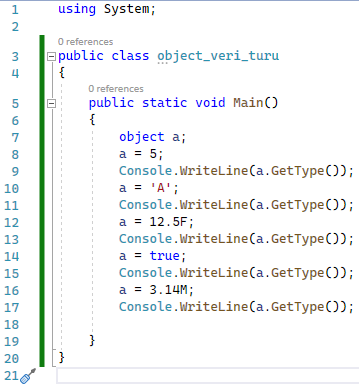 1 using System;
2
0 references
3 public class object_veri_turu
4 {
0 references
5 public static void Main()
6 {
7 object a;
8 a = 5;
9 Console.WriteLine(a.GetType());
10 a = 'A';
11 Console.WriteLine(a.GetType());
12 a = 12.5F;
13 Console.WriteLine(a.GetType());
14 a = true;
15 Console.WriteLine(a.GetType());
16 a = 3.14M;
17 Console.WriteLine(a.GetType());
18
19 }
20 }
21